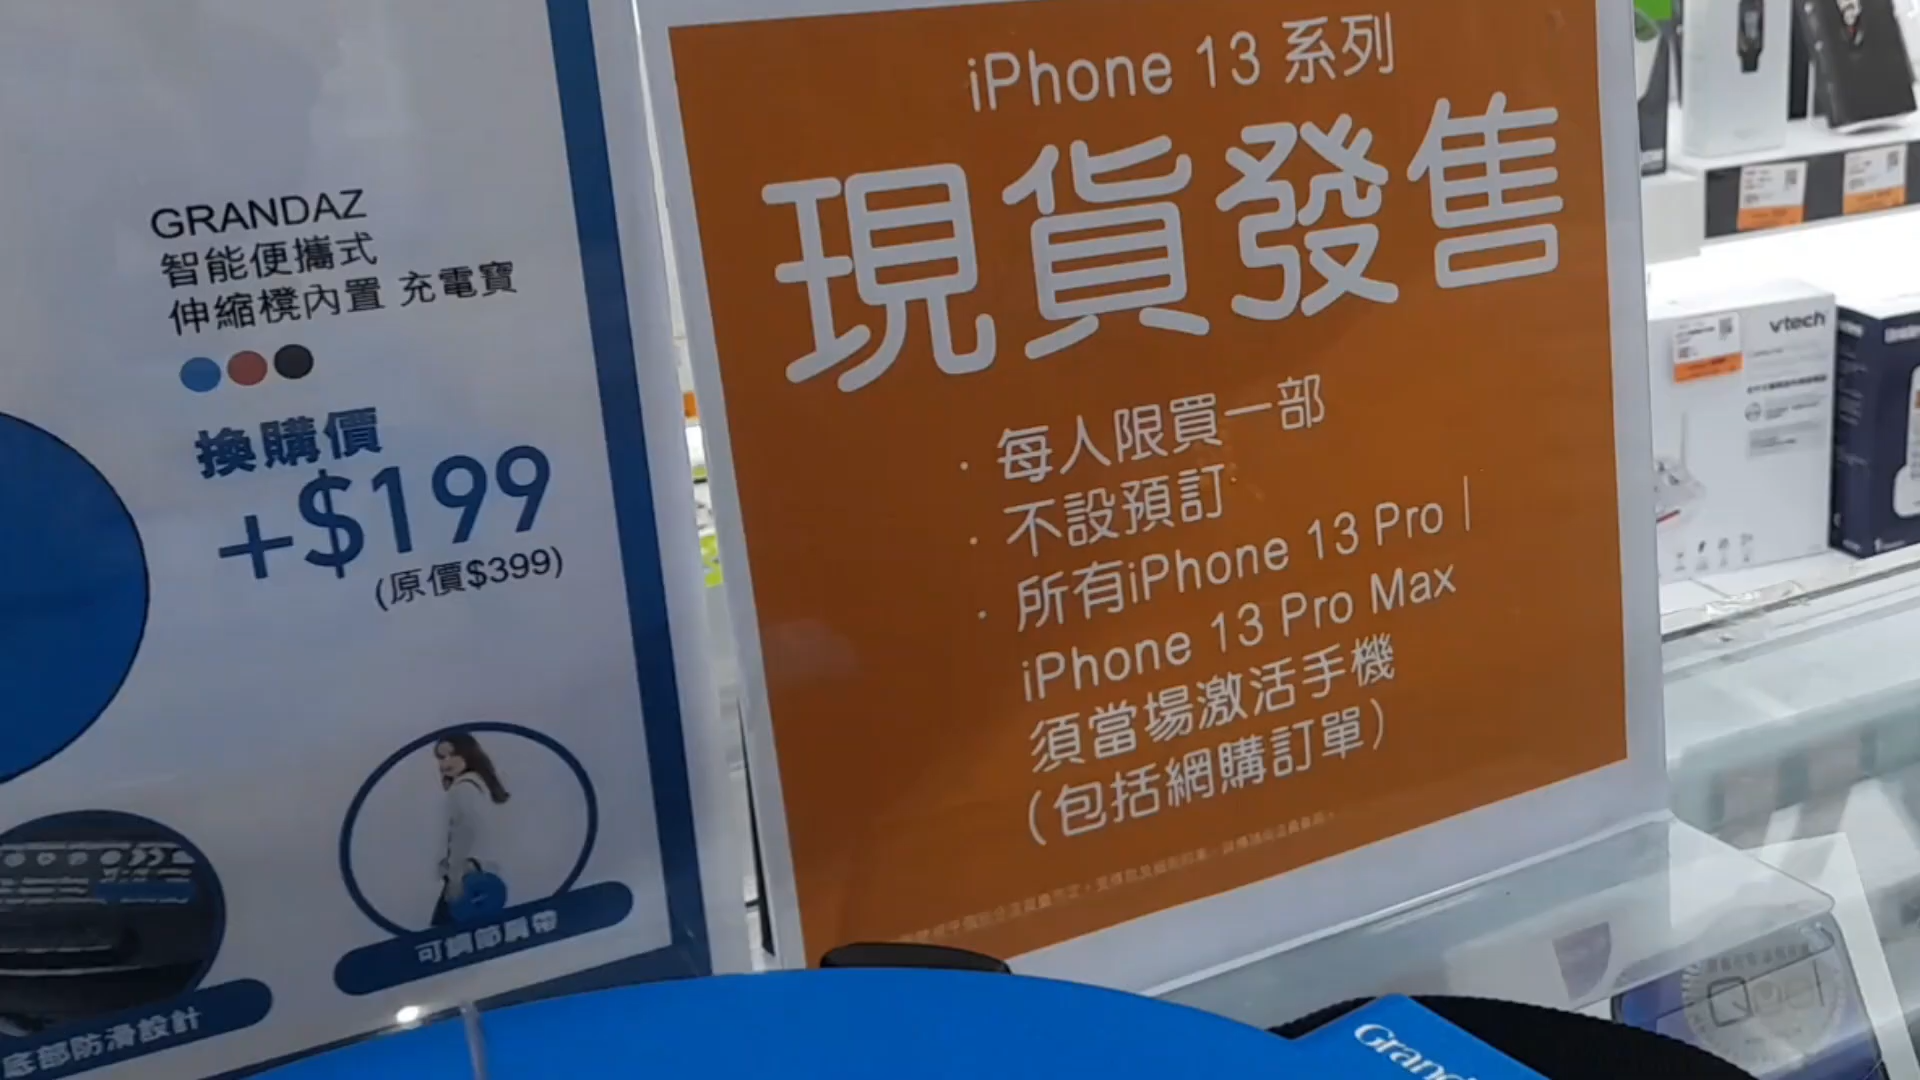 GRANDAZ
智能便攜式
伸縮櫈內置 充電寶
換購價
+$199
(原價$399)
可調節肩帶
底部防滑設計
iPhone 13 系列
現貨發售
· 每人限買一部
· 不設預訂
· 所有iPhone 13 Pro |
iPhone 13 Pro Max
須當場激活手機
(包括網購訂單)
vtech
Grand